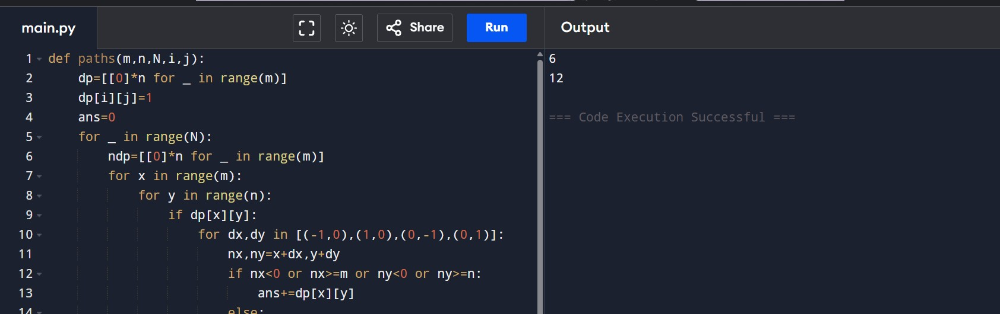 main.py
Share
Run
Output
1 def paths(m,n,N,i,j):
2     dp=[[0]*n for _ in range(m)]
3     dp[i][j]=1
4     ans=0
5     for _ in range(N):
6         ndp=[[0]*n for _ in range(m)]
7         for x in range(m):
8             for y in range(n):
9                 if dp[x][y]:
10                     for dx,dy in [(-1,0),(1,0),(0,-1),(0,1)]:
11                         nx,ny=x+dx,y+dy
12                         if nx<0 or nx>=m or ny<0 or ny>=n:
13                             ans+=dp[x][y]
14                         else:
6
12
=== Code Execution Successful ===